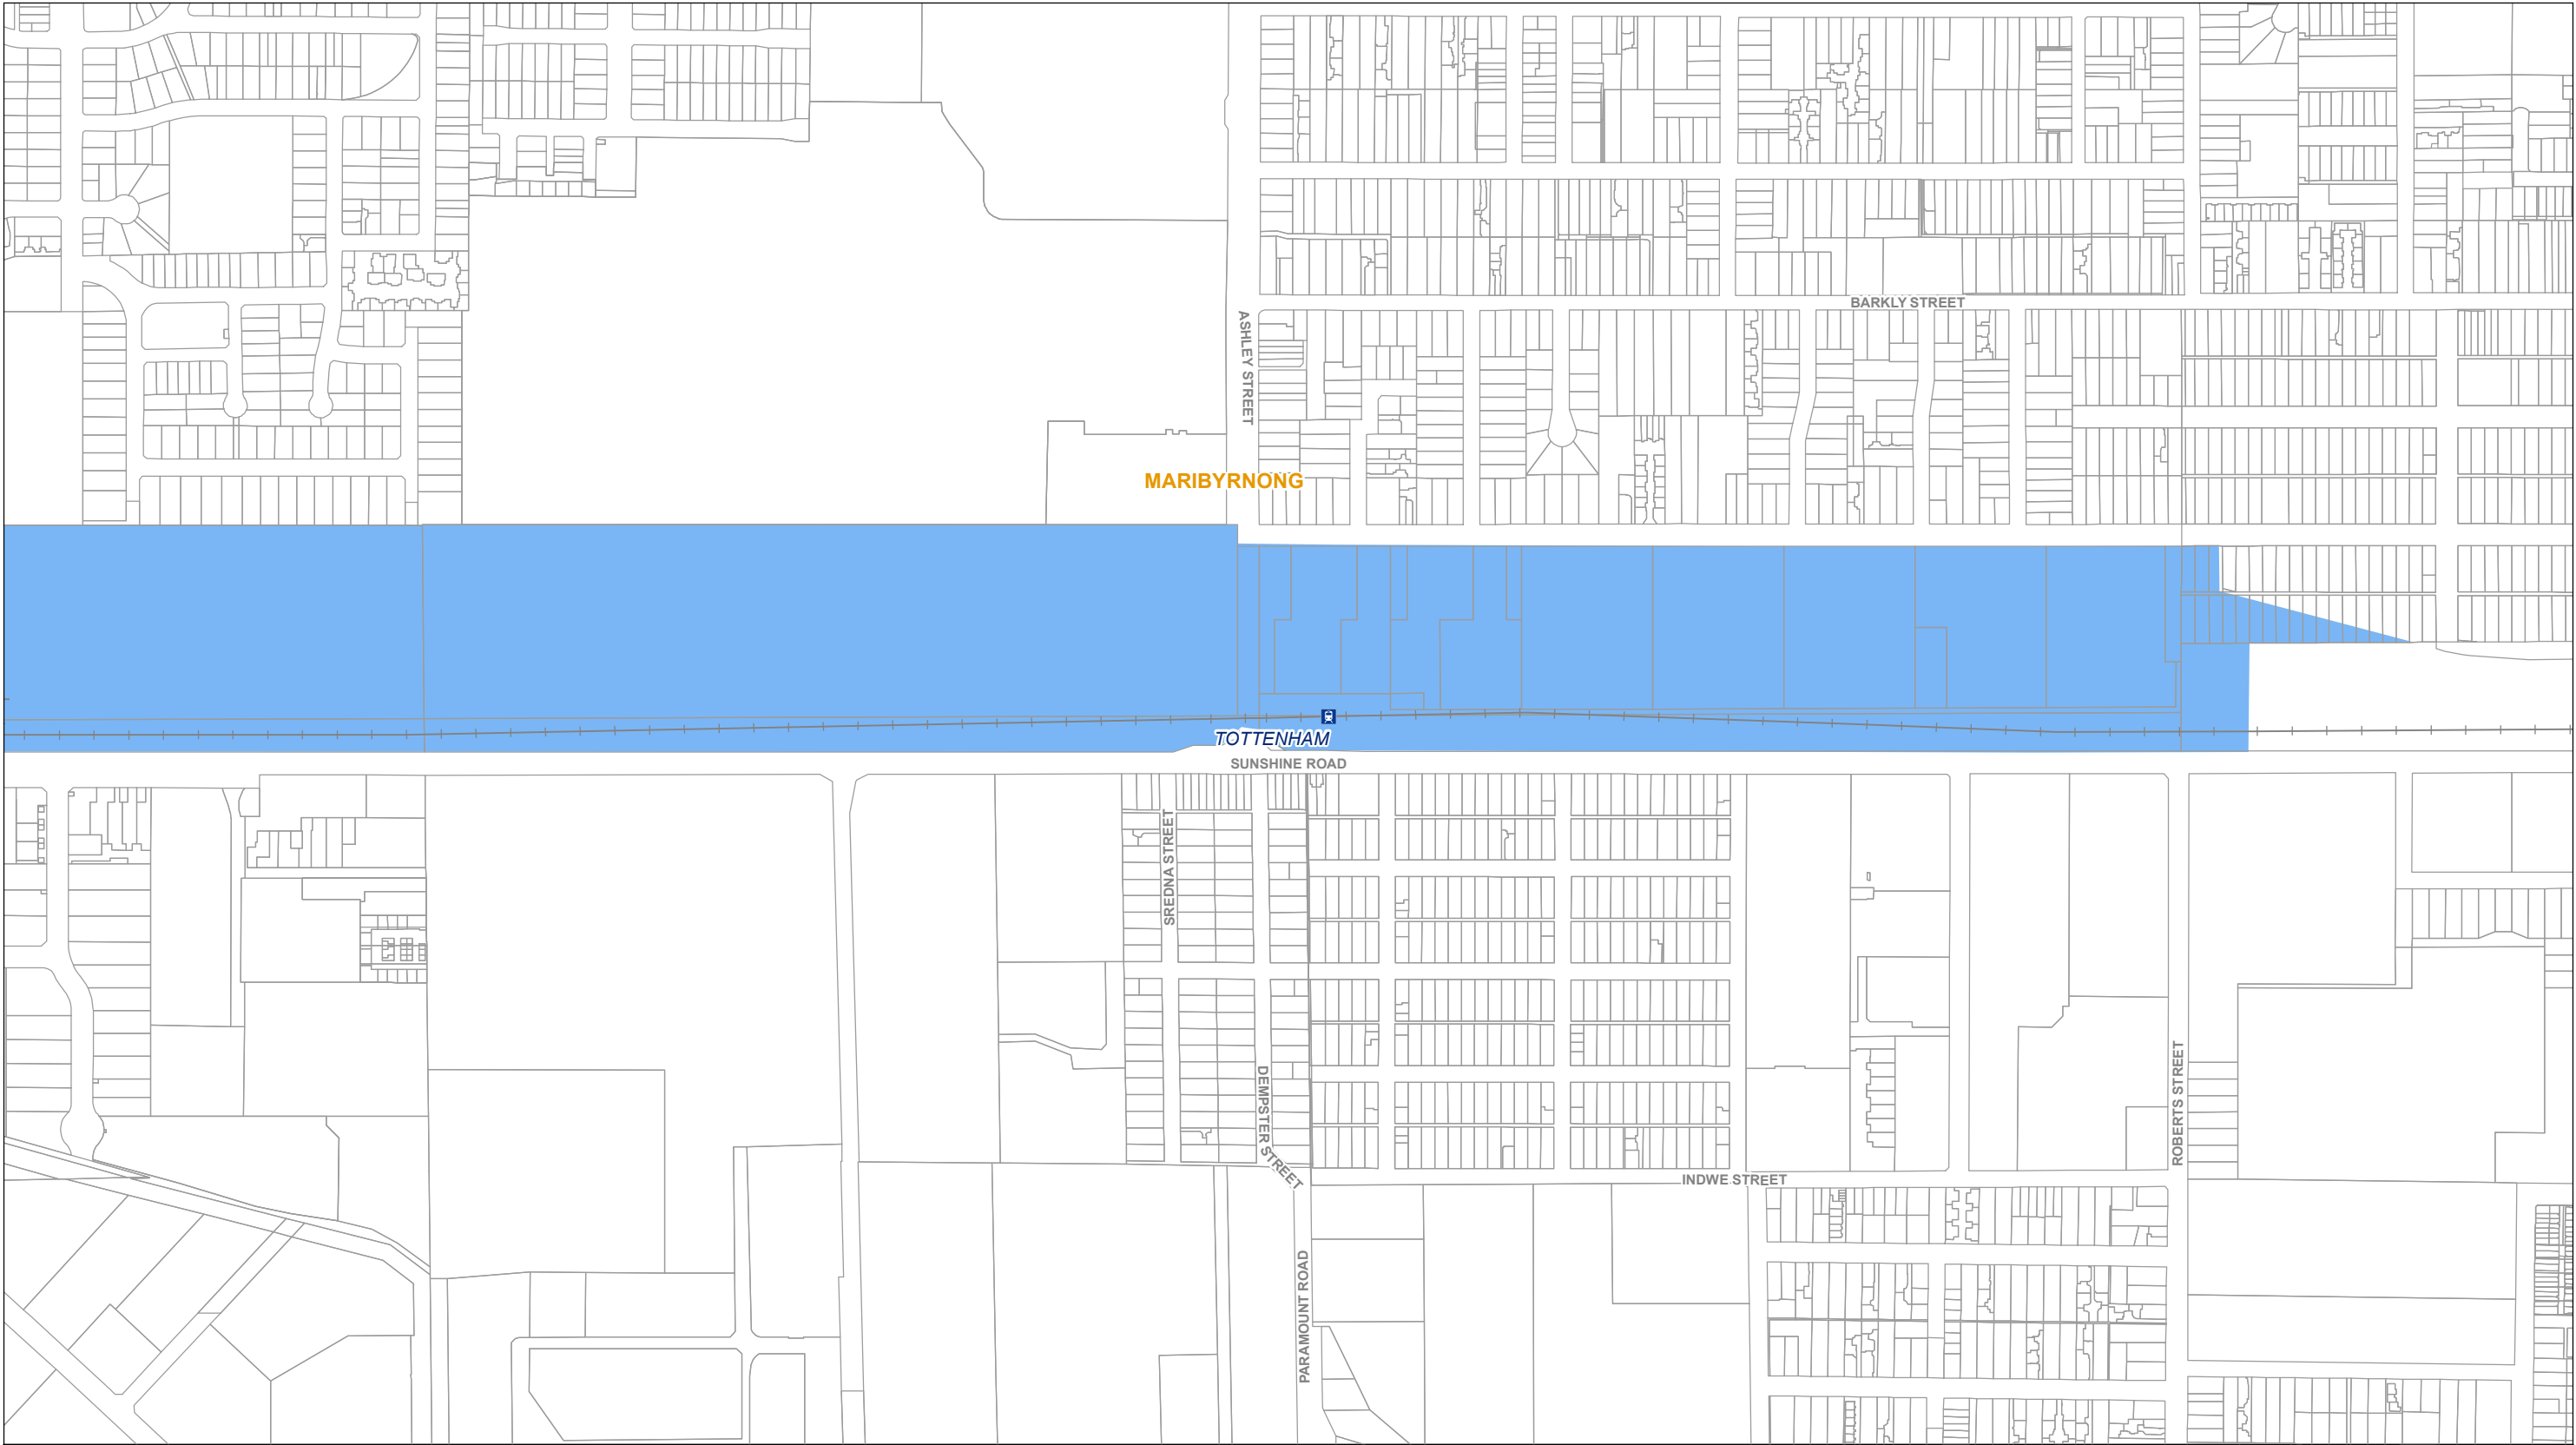 BARKLY STREET
ASHLEY STREET
MARIBYRNONG
TOTTENHAM
SUNSHINE ROAD
SREDNA STREET
DEMPSTER STREET
ROBERTS STREET
INDWE STREET
PARAMOUNT ROAD